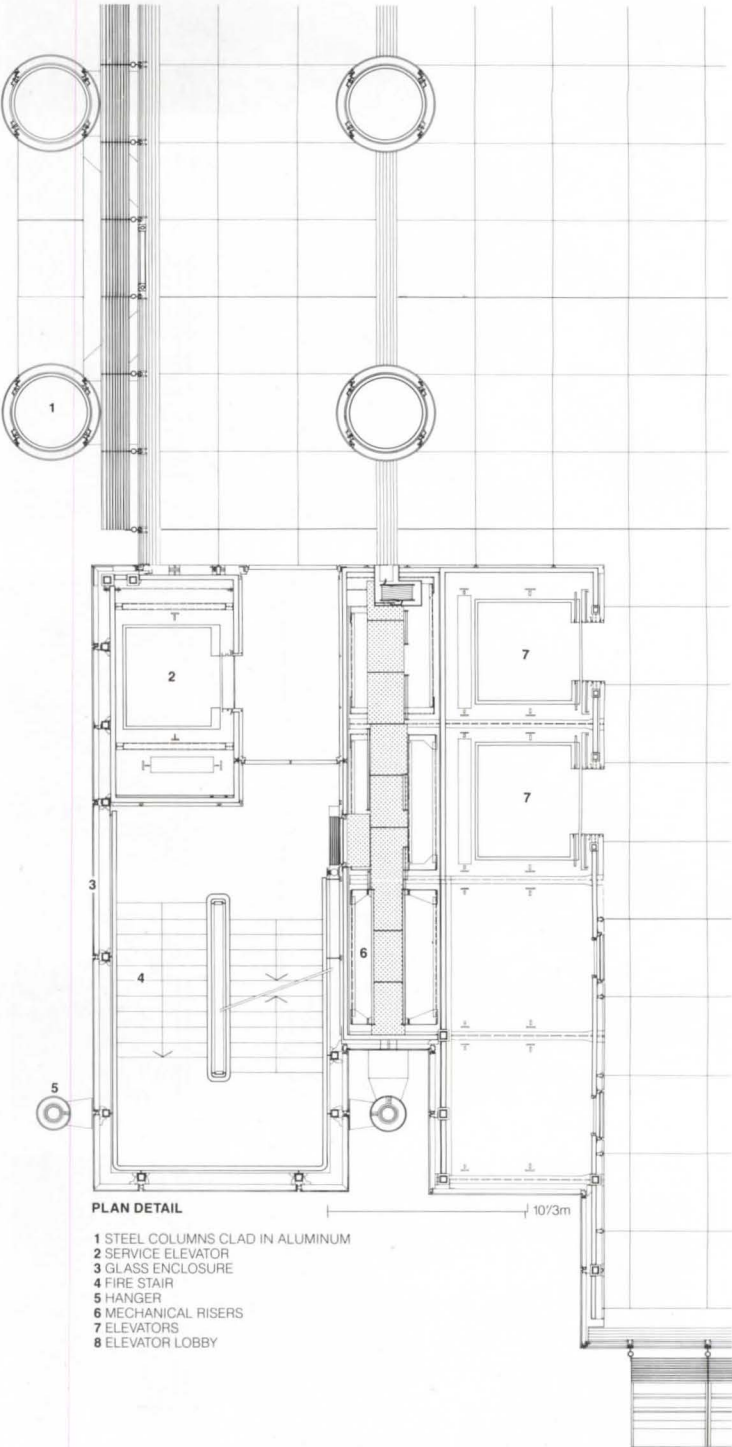 1
2
7
7
3
4
6
5
PLAN DETAIL
10'/3m
1 STEEL COLUMNS CLAD IN ALUMINUM
2 SERVICE ELEVATOR
3 GLASS ENCLOSURE
4 FIRE STAIR
5 HANGER
6 MECHANICAL RISERS
7 ELEVATORS
8 ELEVATOR LOBBY